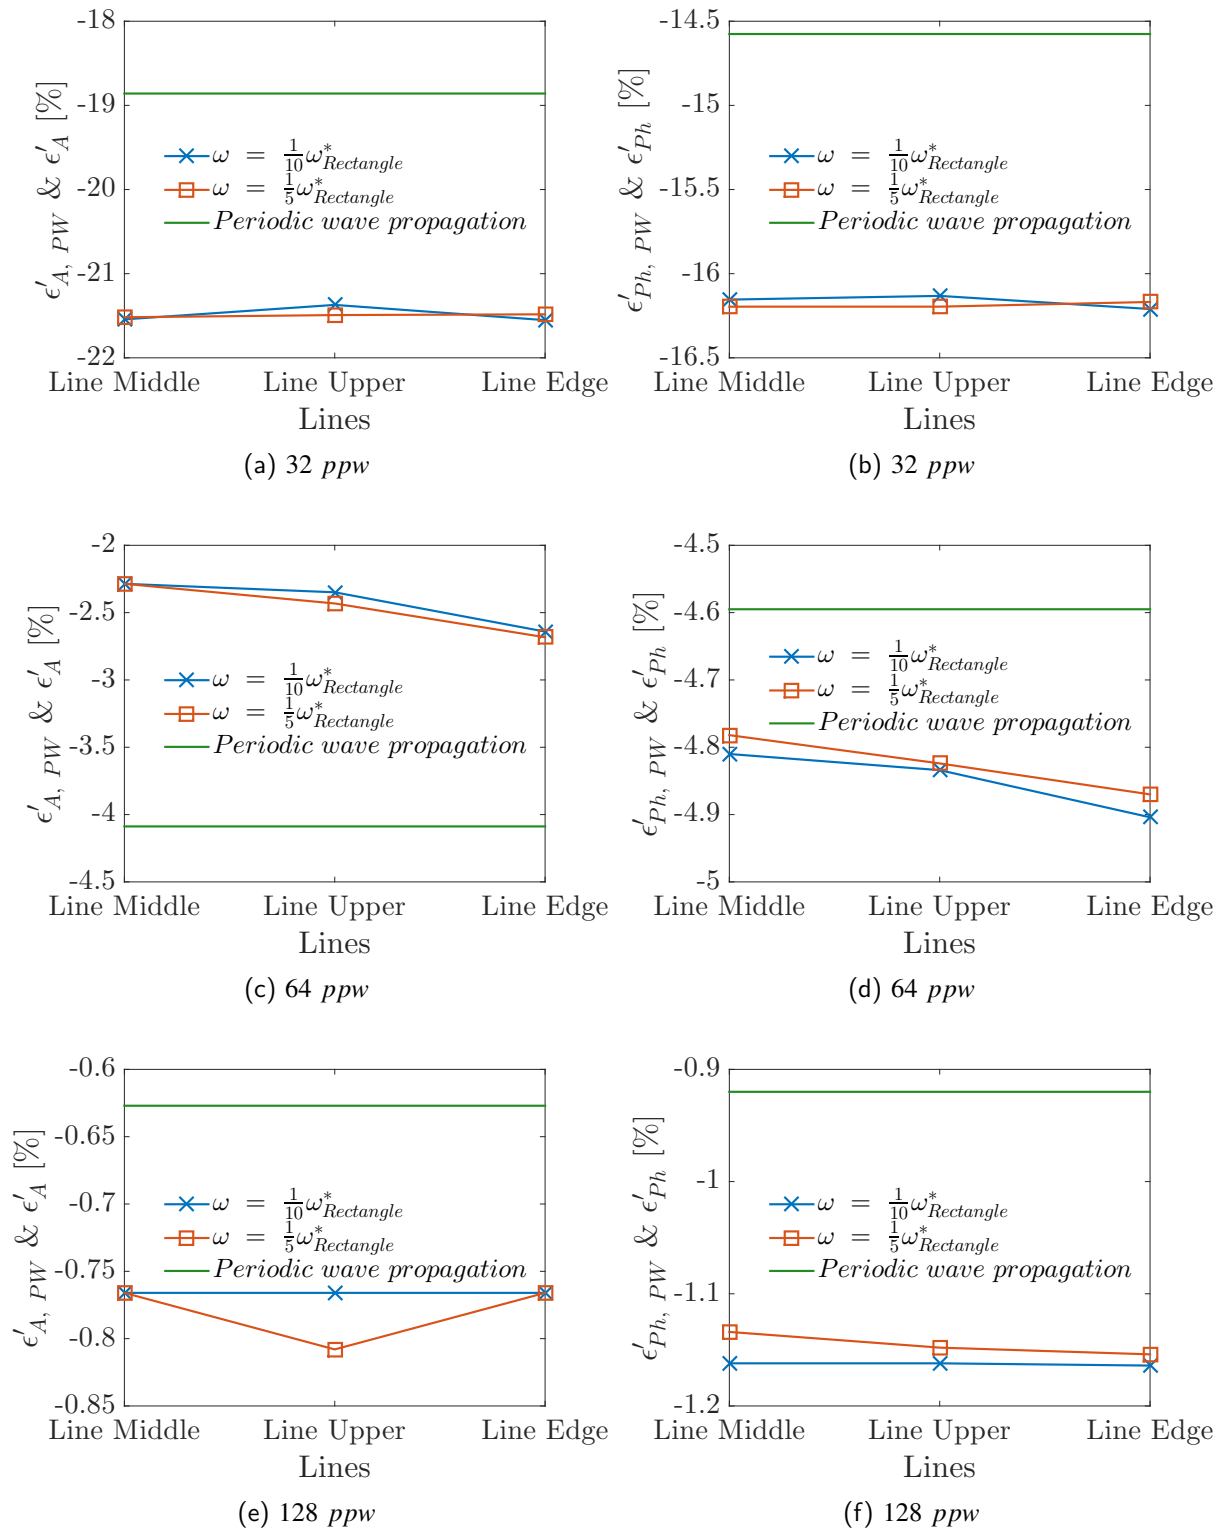 -18
-19
-20
-21
-22
ϵ′A, PW & ϵ′A [%]
ω = 1/10 ω*Rectangle
ω = 1/5 ω*Rectangle
Periodic wave propagation
Line Middle Line Upper Line Edge
Lines
(a) 32 ppw
-14.5
-15
-15.5
-16
-16.5
ϵ′Ph, PW & ϵ′Ph [%]
ω = 1/10 ω*Rectangle
ω = 1/5 ω*Rectangle
Periodic wave propagation
Line Middle Line Upper Line Edge
Lines
(b) 32 ppw
-2
-2.5
-3
-3.5
-4
-4.5
ϵ′A, PW & ϵ′A [%]
ω = 1/10 ω*Rectangle
ω = 1/5 ω*Rectangle
Periodic wave propagation
Line Middle Line Upper Line Edge
Lines
(c) 64 ppw
-4.5
-4.6
-4.7
-4.8
-4.9
-5
ϵ′Ph, PW & ϵ′Ph [%]
ω = 1/10 ω*Rectangle
ω = 1/5 ω*Rectangle
Periodic wave propagation
Line Middle Line Upper Line Edge
Lines
(d) 64 ppw
-0.6
-0.65
-0.7
-0.75
-0.8
-0.85
ϵ′A, PW & ϵ′A [%]
ω = 1/10 ω*Rectangle
ω = 1/5 ω*Rectangle
Periodic wave propagation
Line Middle Line Upper Line Edge
Lines
(e) 128 ppw
-0.9
-1
-1.1
-1.2
ϵ′Ph, PW & ϵ′Ph [%]
ω = 1/10 ω*Rectangle
ω = 1/5 ω*Rectangle
Periodic wave propagation
Line Middle Line Upper Line Edge
Lines
(f) 128 ppw